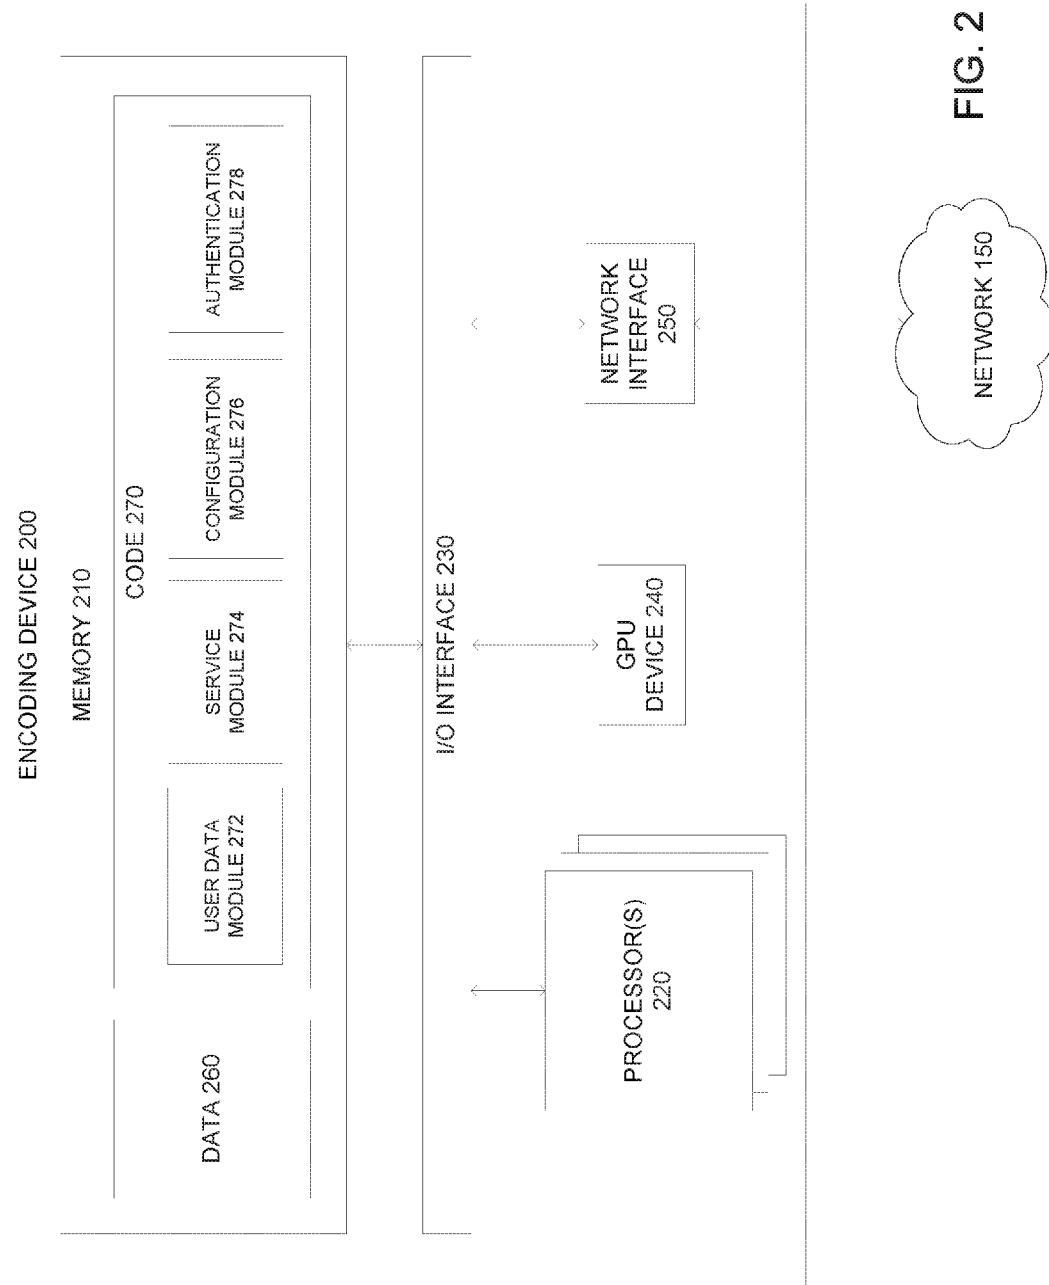 ENCODING DEVICE 200
MEMORY 210
CODE 270
DATA 260
USER DATA
MODULE 272
SERVICE
MODULE 274
CONFIGURATION
MODULE 276
AUTHENTICATION
MODULE 278
I/O INTERFACE 230
PROCESSOR(S)
220
GPU
DEVICE 240
NETWORK
INTERFACE
250
NETWORK 150
FIG. 2